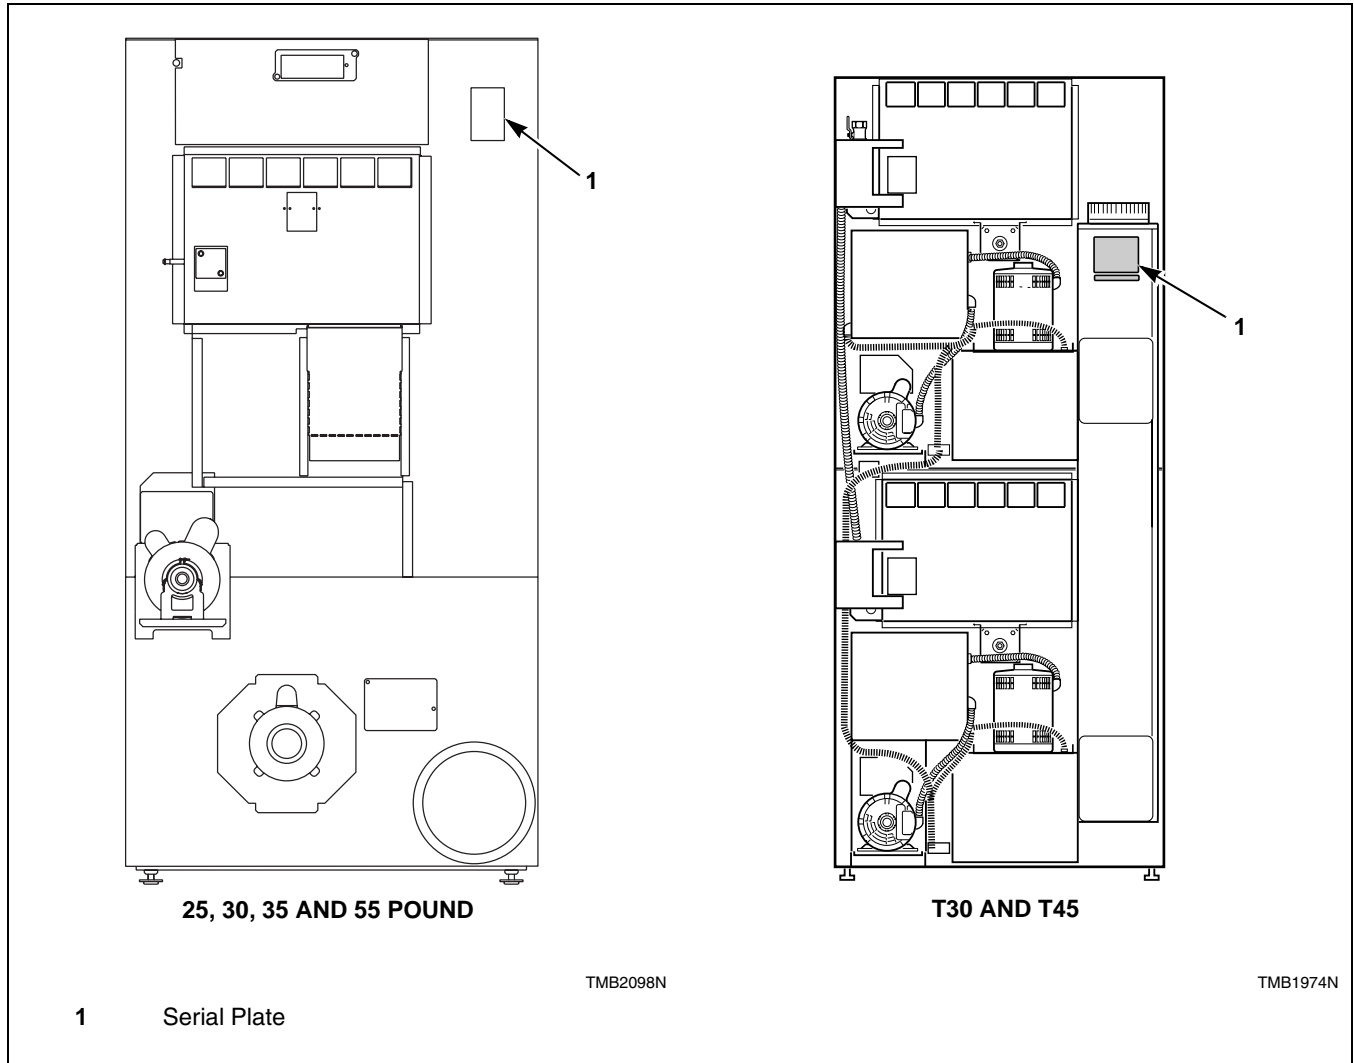 1
1
25, 30, 35 AND 55 POUND
T30 AND T45
TMB2098N
TMB1974N
1 Serial Plate